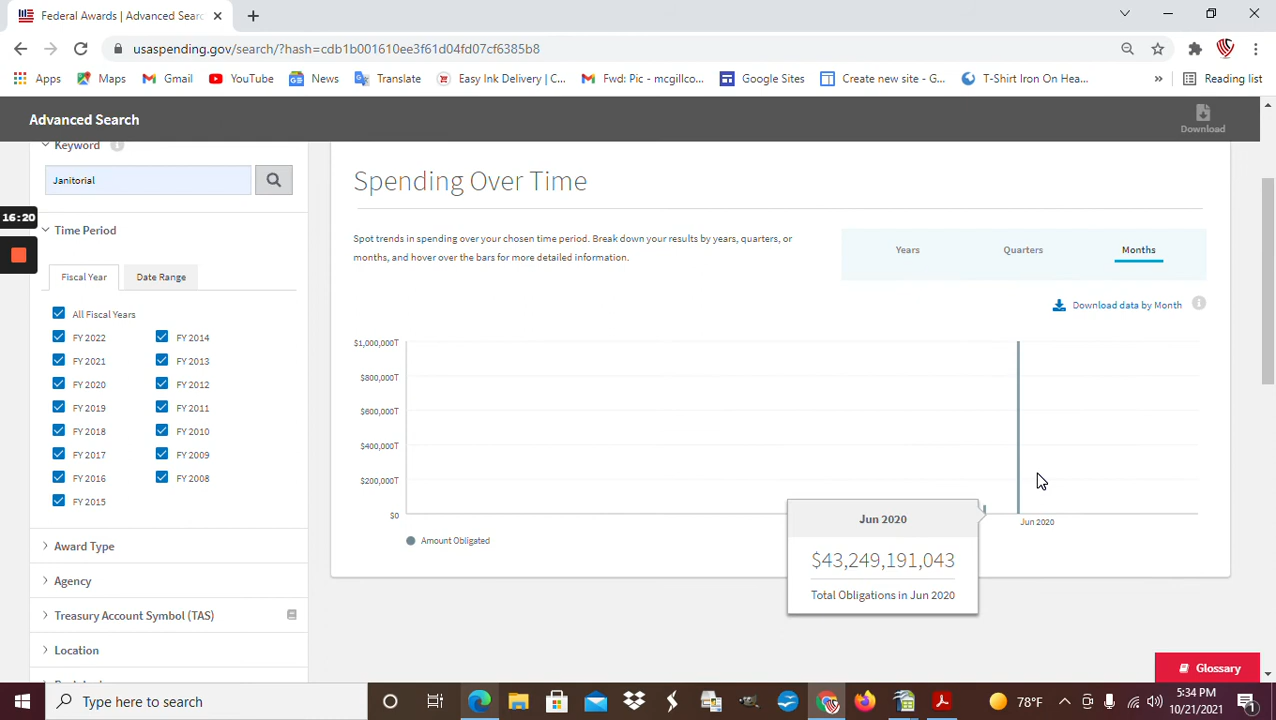 Federal Awards | Advanced Searc
usaspending.gov/search/?hash=cdb1b001610ee3f61d04fd07cf6385b8
Apps Maps Gmail YouTube News Translate Easy Ink Delivery | C... Fwd: Pic - mcgillco... Google Sites Create new site - G... T-Shirt Iron On Hea... » Reading list
Advanced Search
Download
Keyword
Janitorial
16:20
Time Period
Fiscal Year Date Range
All Fiscal Years
FY 2022 FY 2014
FY 2021 FY 2013
FY 2020 FY 2012
FY 2019 FY 2011
FY 2018 FY 2010
FY 2017 FY 2009
FY 2016 FY 2008
FY 2015
Award Type
Agency
Treasury Account Symbol (TAS)
Location
Spending Over Time
Spot trends in spending over your chosen time period. Break down your results by years, quarters, or
months, and hover over the bars for more detailed information.
Years Quarters Months
Download data by Month
$1,000,000T
$800,000T
$600,000T
$400,000T
$200,000T
$0
Jun 2020
Amount Obligated
Jun 2020
$43,249,191,043
Total Obligations in Jun 2020
Glossary
Type here to search
78°F
5:34 PM
10/21/2021
1